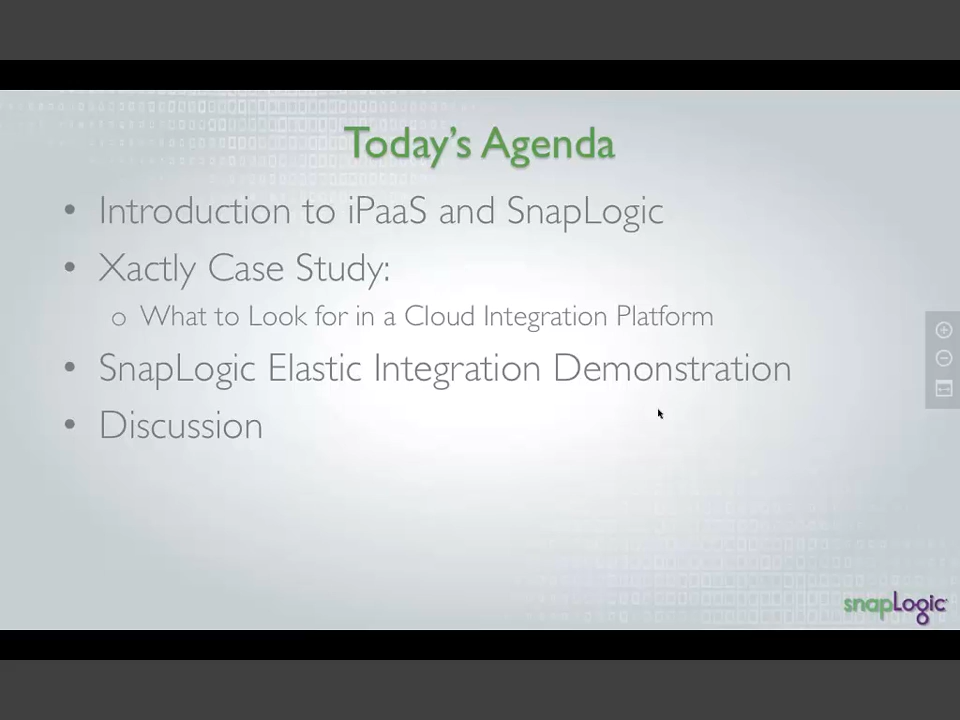 Today's Agenda
• Introduction to iPaaS and SnapLogic
• Xactly Case Study:
o What to Look for in a Cloud Integration Platform
• SnapLogic Elastic Integration Demonstration
• Discussion
snapLogic